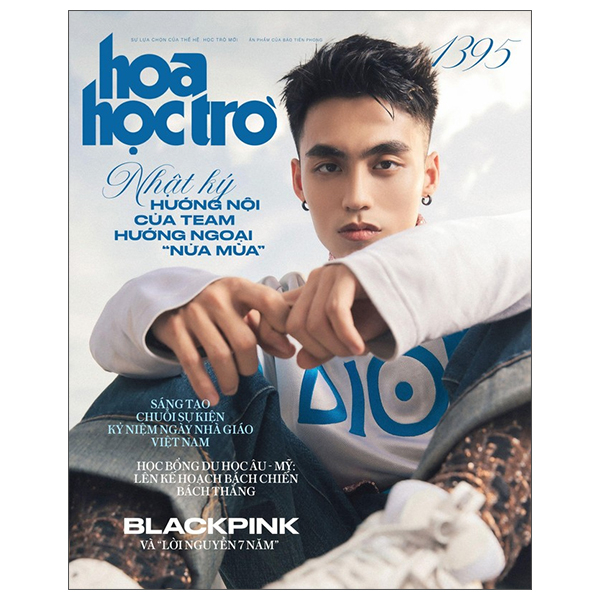 SỰ LỰA CHỌN CỦA THẾ HỆ HỌC TRÒ MỚI ẤN PHẨM CỦA BÁO TIỀN PHONG
1395
hoa
học trò
Nhật ký
HƯỚNG NỘI
CỦA TEAM
HƯỚNG NGOẠI
“NỬA MÙA”
DIOR
SÁNG TẠO
CHUỖI SỰ KIỆN
KỶ NIỆM NGÀY NHÀ GIÁO
VIỆT NAM
HỌC BỔNG DU HỌC ÂU - MỸ:
LÊN KẾ HOẠCH BÁCH CHIẾN
BÁCH THẮNG
BLACKPINK
VÀ “LỜI NGUYỀN 7 NĂM”